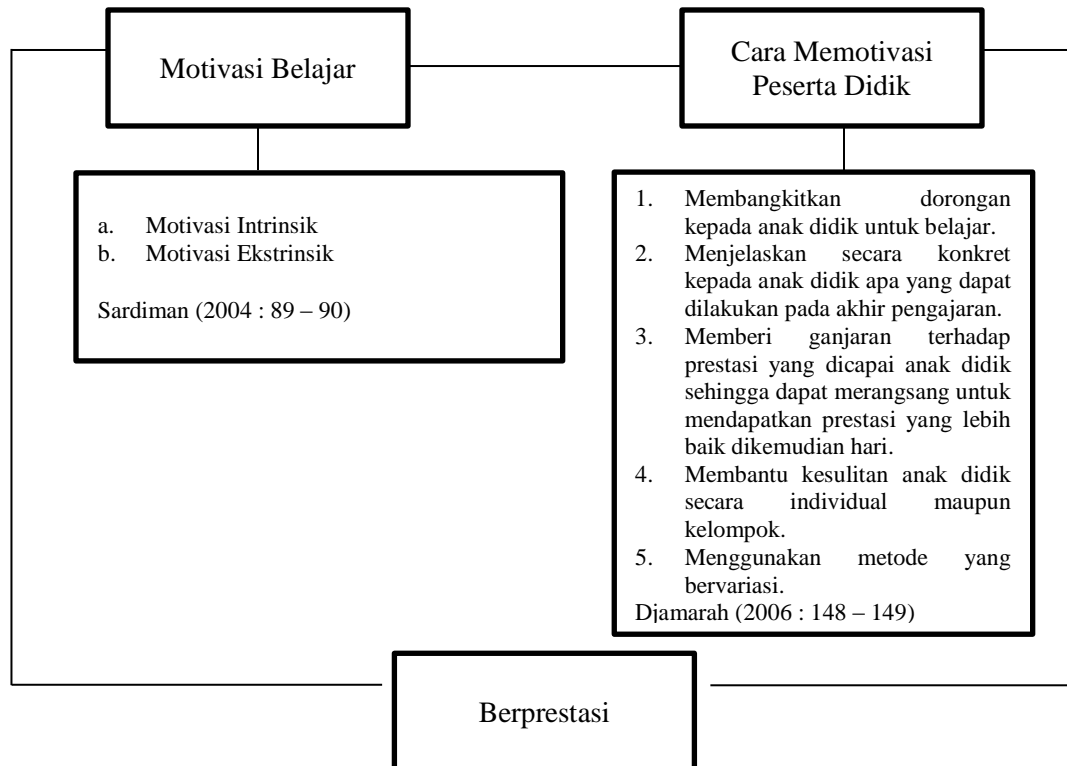 Motivasi Belajar
Cara Memotivasi
Peserta Didik
a. Motivasi Intrinsik
b. Motivasi Ekstrinsik
Sardiman (2004 : 89 – 90)
1. Membangkitkan dorongan
kepada anak didik untuk belajar.
2. Menjelaskan secara konkret
kepada anak didik apa yang dapat
dilakukan pada akhir pengajaran.
3. Memberi ganjaran terhadap
prestasi yang dicapai anak didik
sehingga dapat merangsang untuk
mendapatkan prestasi yang lebih
baik dikemudian hari.
4. Membantu kesulitan anak didik
secara individual maupun
kelompok.
5. Menggunakan metode yang
bervariasi.
Djamarah (2006 : 148 – 149)
Berprestasi